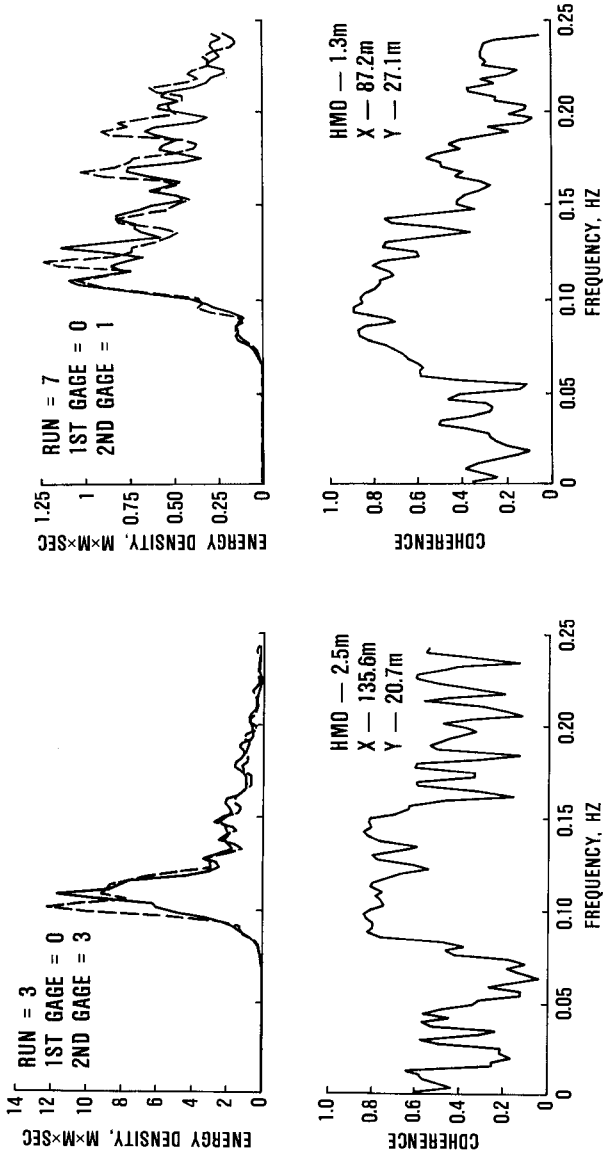 RUN = 3
1ST GAGE = 0
2ND GAGE = 3
14
12
10
8
6
4
2
0
ENERGY DENSITY, M×M×SEC
HMO — 2.5m
X — 135.6m
Y — 20.7m
1.0
0.8
0.6
0.4
0.2
CDHERENCE
0 0.05 0.10 0.15 0.20 0.25
FREQUENCY, HZ
RUN = 7
1ST GAGE = 0
2ND GAGE = 1
1.25
1
0.75
0.50
0.25
0
ENERGY DENSITY, M×M×SEC
HMO — 1.3m
X — 87.2m
Y — 27.1m
1.0
0.8
0.6
0.4
0.2
0
CDHERENCE
0 0.05 0.10 0.15 0.20 0.25
FREQUENCY, HZ